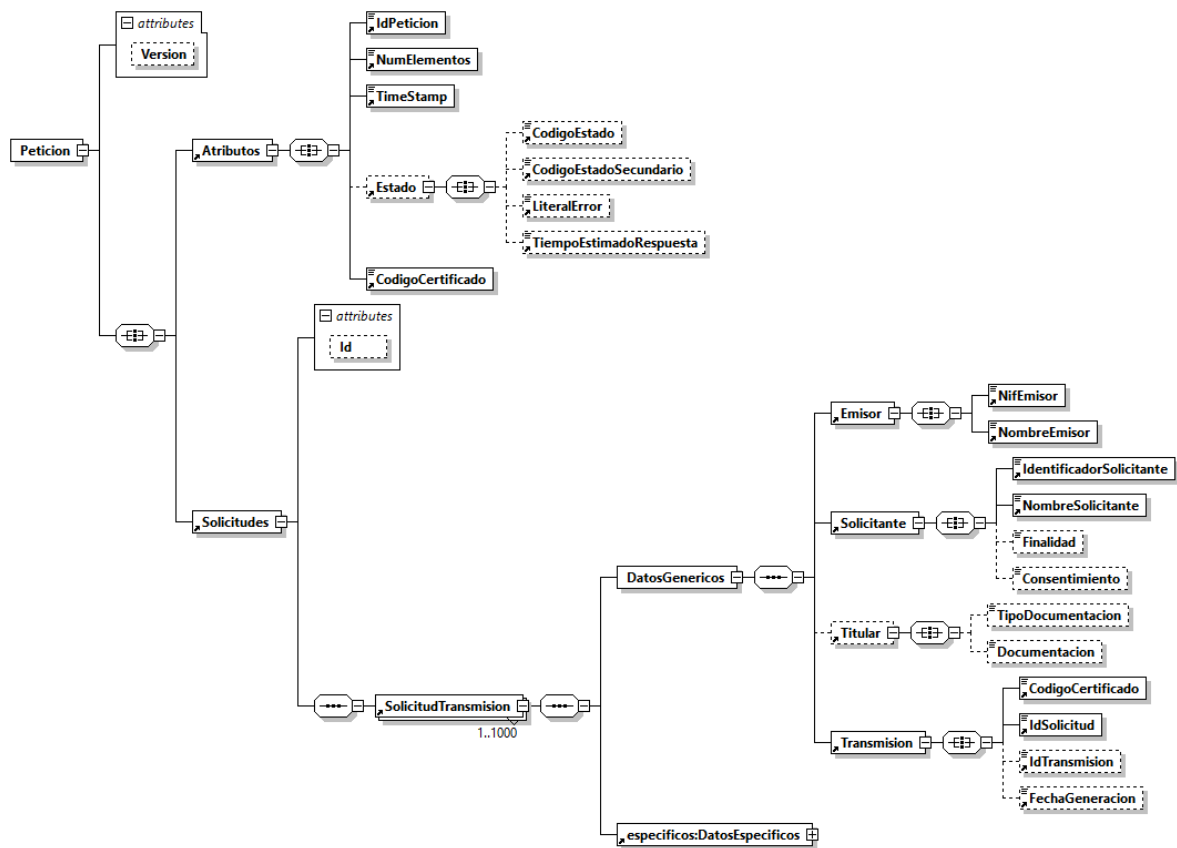 attributes
Version
Peticion
Atributos
IdPeticion
NumElementos
TimeStamp
Estado
CodigoEstado
CodigoEstadoSecundario
LiteralError
TiempoEstimadoRespuesta
CodigoCertificado
attributes
Id
Solicitudes
SolicitudTransmision
1..1000
DatosGenericos
Emisor
NifEmisor
NombreEmisor
Solicitante
IdentificadorSolicitante
NombreSolicitante
Finalidad
Consentimiento
Titular
TipoDocumentacion
Documentacion
Transmision
CodigoCertificado
IdSolicitud
IdTransmision
FechaGeneracion
especificos:DatosEspecificos